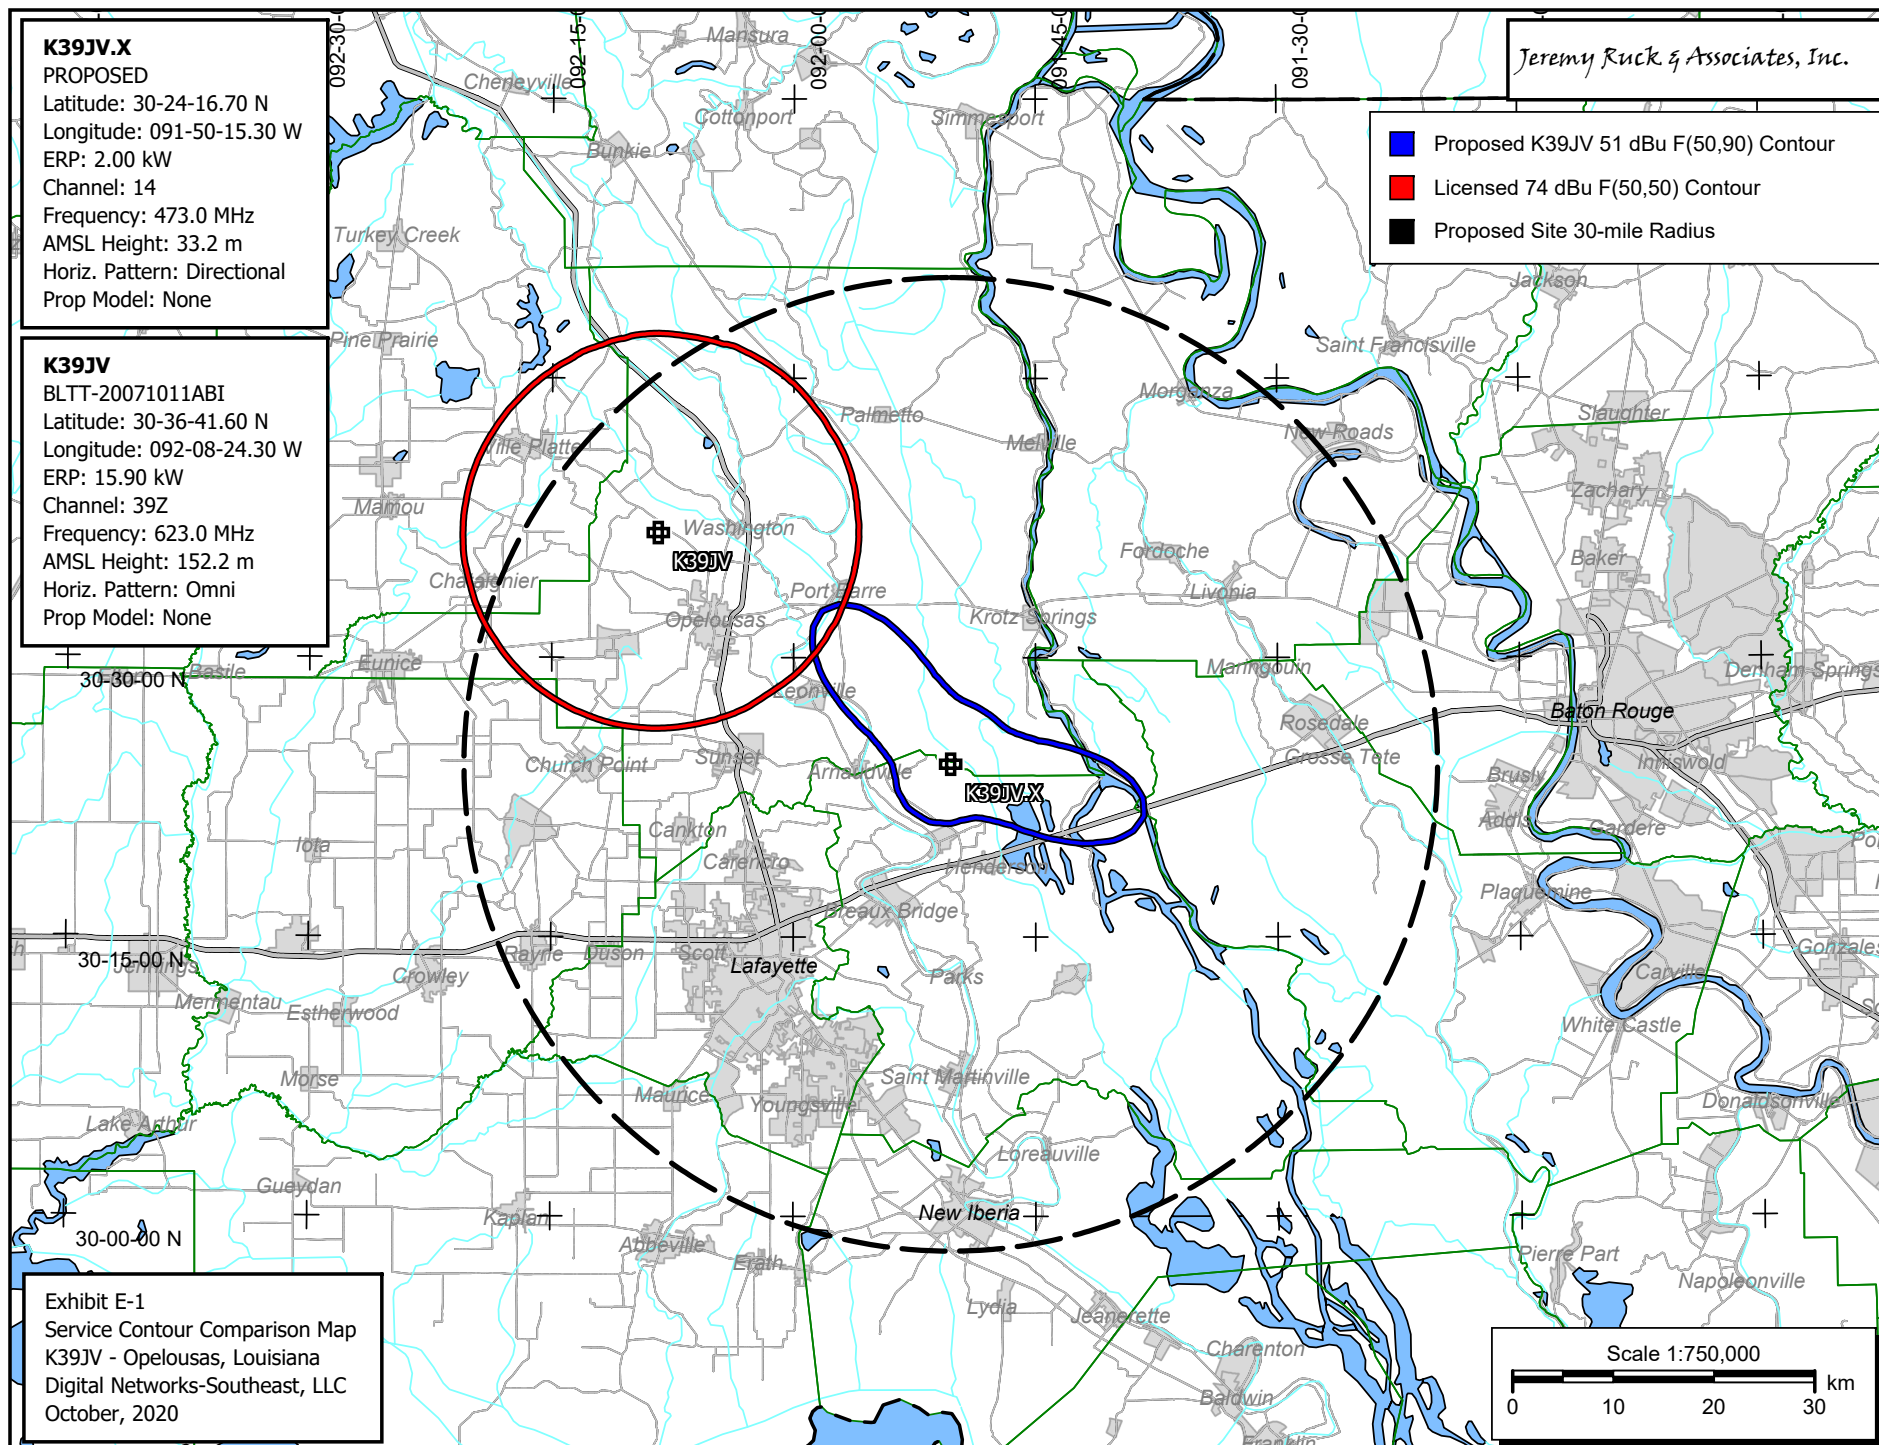 K39JV.X
PROPOSED
Latitude: 30-24-16.70 N
Longitude: 091-50-15.30 W
ERP: 2.00 kW
Channel: 14
Frequency: 473.0 MHz
AMSL Height: 33.2 m
Horiz. Pattern: Directional
Prop Model: None
K39JV
BLTT-20071011ABI
Latitude: 30-36-41.60 N
Longitude: 092-08-24.30 W
ERP: 15.90 kW
Channel: 39Z
Frequency: 623.0 MHz
AMSL Height: 152.2 m
Horiz. Pattern: Omni
Prop Model: None
Jeremy Ruck & Associates, Inc.
Proposed K39JV 51 dBu F(50,90) Contour
Licensed 74 dBu F(50,50) Contour
Proposed Site 30-mile Radius
092-30-0
092-15-0
092-00-0
091-45-0
091-30-0
Mansura
Cheneyville
Cottonport
Simmesport
Bunkie
Turkey Creek
Jackson
Pine Prairie
Saint Francisville
Morganza
Palmetto
Slaughter
Ville Platte
Melville
New Roads
Mamou
Zachary
Washington
K39JV
Fordoche
Baker
Chataignier
Port Barre
Livonia
Opelousas
Krotz Springs
Eunice
Basile
Maringouin
Denham Springs
30-30-00 N
Leonville
Rosedale
Baton Rouge
Church Point
Sunset
Arnaudville
Grosse Tete
Inniswold
Brusly
K39JV.X
Addis
Gardere
Iota
Cankton
Carencro
Henderson
Plaquemine
Breaux Bridge
Gonzales
30-15-00 N
Jennings
Rayne
Duson
Scott
Lafayette
Crowley
Parks
Carville
Mermentau
Estherwood
White Castle
Morse
Saint Martinville
Maurice
Youngsville
Lake Arthur
Donaldsonville
Loreauville
Gueydan
Kaplan
New Iberia
30-00-00 N
Abbeville
Erath
Pierre Part
Napoleonville
Lydia
Jeanerette
Charenton
Baldwin
Franklin
Exhibit E-1
Service Contour Comparison Map
K39JV - Opelousas, Louisiana
Digital Networks-Southeast, LLC
October, 2020
Scale 1:750,000
km
0 10 20 30